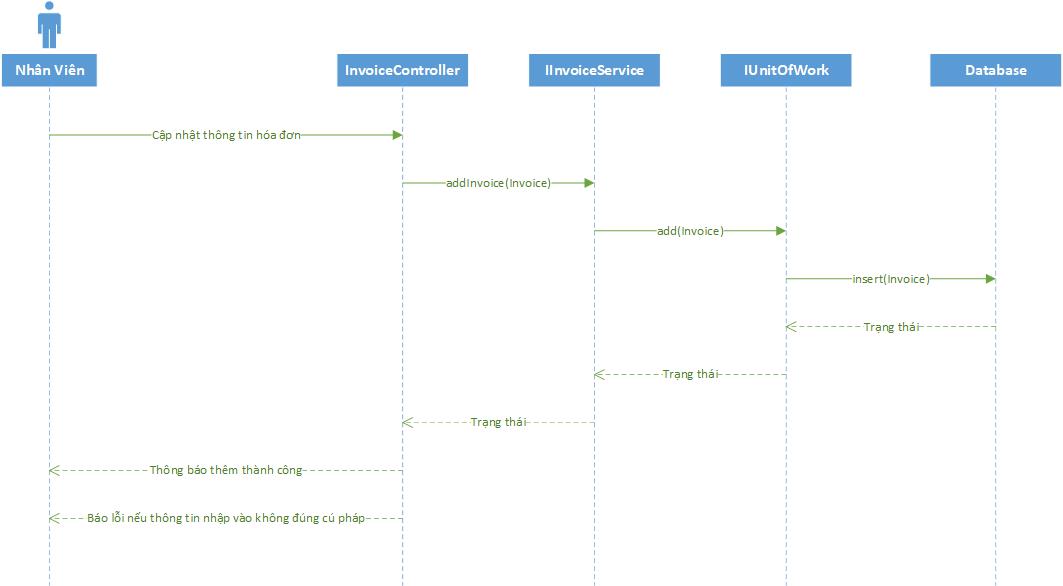 Nhân Viên
InvoiceController
IInvoiceService
IUnitOfWork
Database
Cập nhật thông tin hóa đơn
addInvoice(Invoice)
add(Invoice)
insert(Invoice)
Trạng thái
Trạng thái
Trạng thái
Thông báo thêm thành công
Báo lỗi nếu thông tin nhập vào không đúng cú pháp